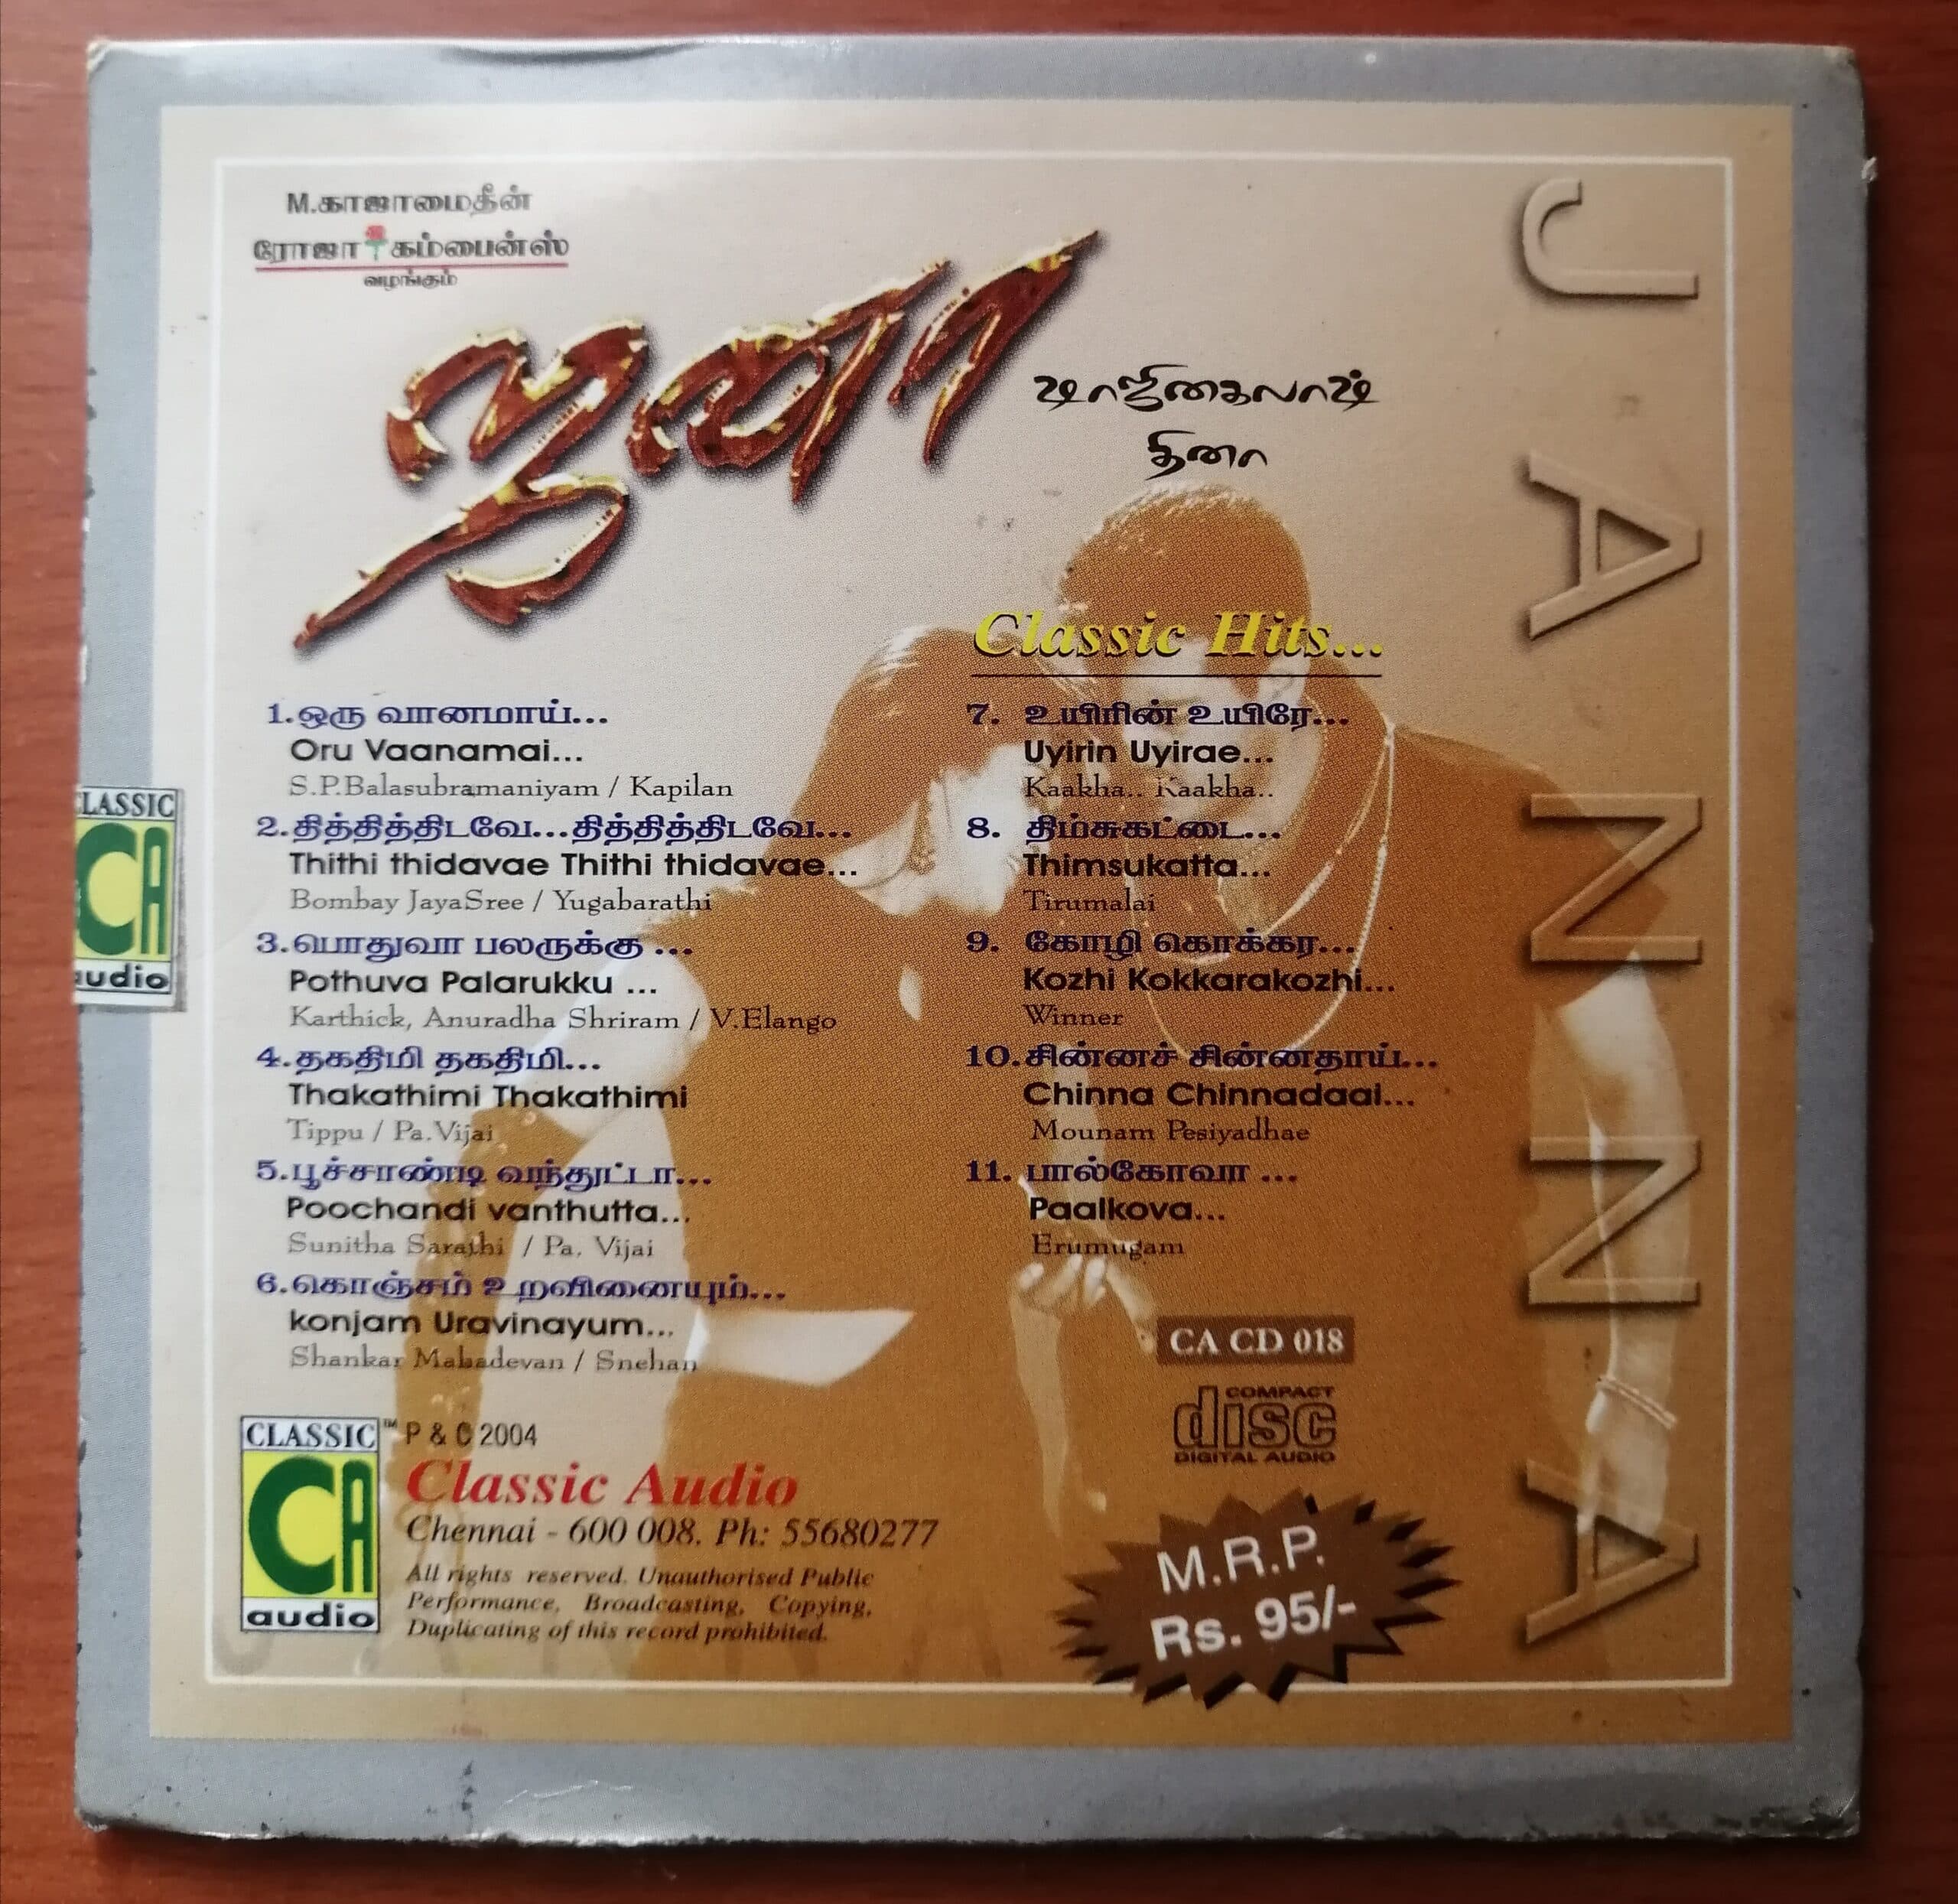 M.காஜாமைதீன்
ரோஜா கம்பைன்ஸ்
வழங்கும்
ஜனா
ஷாஜிகைலாஷ்
தினா
1.ஒரு வானமாய்...
Oru Vaanamai...
S.P.Balasubramaniyam / Kapilan
2.தித்தித்திடவே...தித்தித்திடவே...
Thithi thidavae Thithi thidavae...
Bombay JayaSree / Yugabarathi
3.பொதுவா பலருக்கு ...
Pothuva Palarukku ...
Karthick, Anuradha Shriram / V.Elango
4.தகதிமி தகதிமி...
Thakathimi Thakathimi
Tippu / Pa.Vijai
5.பூச்சாண்டி வந்துட்டா...
Poochandi vanthutta...
Sunitha Sarathi / Pa. Vijai
6.கொஞ்சம் உறவினையும்...
konjam Uravinayum...
Shankar Mahadevan / Snehan
Classic Hits...
7. உயிரின் உயிரே...
Uyirin Uyirae...
Kaakha.. Kaakha..
8. திம்சுகட்டை...
Thimsukatta...
Tirumalai
9. கோழி கொக்கர...
Kozhi Kokkarakozhi...
Winner
10.சின்னச் சின்னதாய்...
Chinna Chinnadaai...
Mounam Pesiyadhae
11. பால்கோவா ...
Paalkova...
Erumugam
CA CD 018
COMPACT
disc
DIGITAL AUDIO
M.R.P.
Rs. 95/-
CLASSIC™
CA
audio
P & C 2004
Classic Audio
Chennai - 600 008. Ph: 55680277
All rights reserved. Unauthorised Public
Performance, Broadcasting, Copying,
Duplicating of this record prohibited.
JANNA
LASSIC
CA
audio